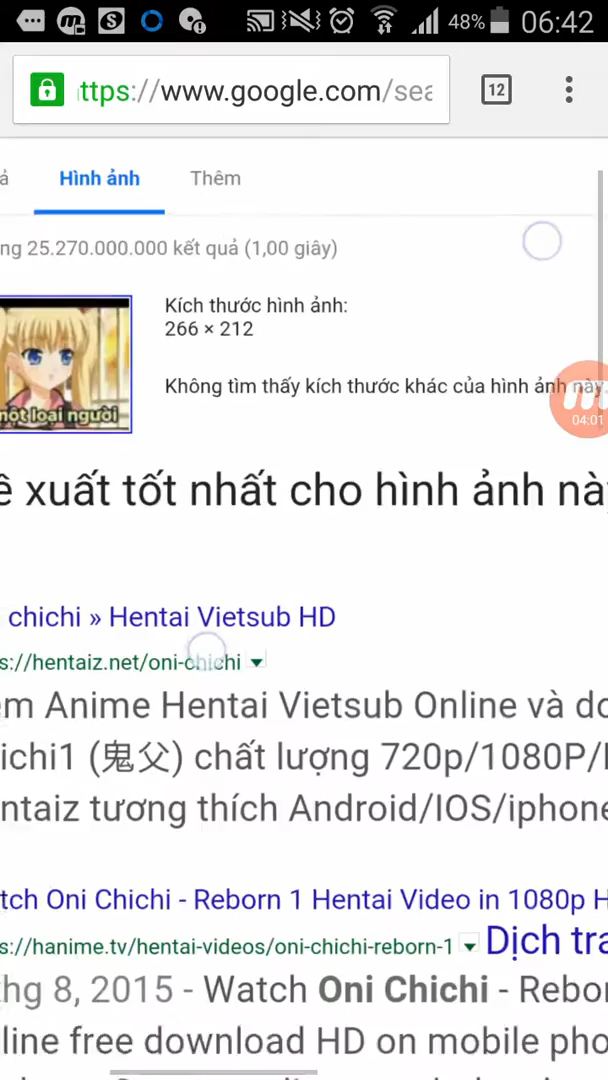 48% 06:42
ttps://www.google.com/sea
12
ả Hình ảnh Thêm
ng 25.270.000.000 kết quả (1,00 giây)
Kích thước hình ảnh:
266 × 212
một loại người
Không tìm thấy kích thước khác của hình ảnh này.
04:01
ề xuất tốt nhất cho hình ảnh này
chichi » Hentai Vietsub HD
s://hentaiz.net/oni-chichi
em Anime Hentai Vietsub Online và do
ichi1 (鬼父) chất lượng 720p/1080P/
ntaiz tương thích Android/IOS/iphone
tch Oni Chichi - Reborn 1 Hentai Video in 1080p H
s://hanime.tv/hentai-videos/oni-chichi-reborn-1 Dịch tra
hg 8, 2015 - Watch Oni Chichi - Rebor
line free download HD on mobile pho